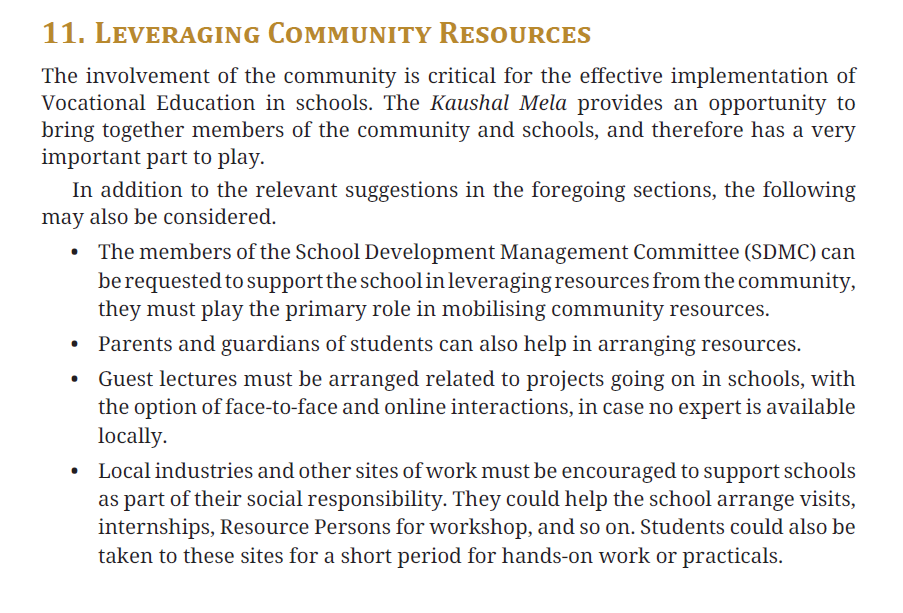 11. Leveraging Community Resources
The involvement of the community is critical for the effective implementation of
Vocational Education in schools. The Kaushal Mela provides an opportunity to
bring together members of the community and schools, and therefore has a very
important part to play.
In addition to the relevant suggestions in the foregoing sections, the following
may also be considered.
• The members of the School Development Management Committee (SDMC) can
be requested to support the school in leveraging resources from the community,
they must play the primary role in mobilising community resources.
• Parents and guardians of students can also help in arranging resources.
• Guest lectures must be arranged related to projects going on in schools, with
the option of face-to-face and online interactions, in case no expert is available
locally.
• Local industries and other sites of work must be encouraged to support schools
as part of their social responsibility. They could help the school arrange visits,
internships, Resource Persons for workshop, and so on. Students could also be
taken to these sites for a short period for hands-on work or practicals.